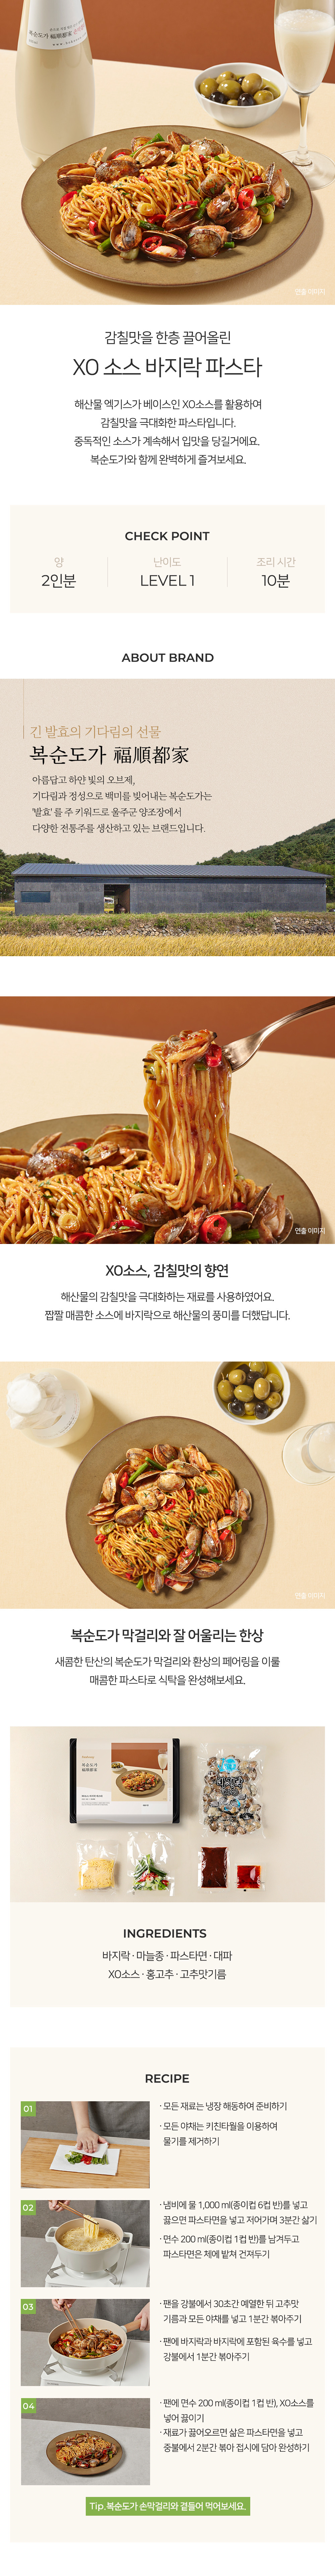 복순도가 福順都家
연출 이미지
감칠맛을 한층 끌어올린
XO 소스 바지락 파스타
해산물 엑기스가 베이스인 XO소스를 활용하여
감칠맛을 극대화한 파스타입니다.
중독적인 소스가 계속해서 입맛을 당길거에요.
복순도가와 함께 완벽하게 즐겨보세요.
CHECK POINT
양
난이도
조리 시간
2인분
LEVEL 1
10분
ABOUT BRAND
긴 발효의 기다림의 선물
복순도가 福順都家
아름답고 하얀 빛의 오브제,
기다림과 정성으로 백미를 빚어내는 복순도가는
'발효' 를 주 키워드로 울주군 양조장에서
다양한 전통주를 생산하고 있는 브랜드입니다.
연출 이미지
XO소스, 감칠맛의 향연
해산물의 감칠맛을 극대화하는 재료를 사용하였어요.
짭짤 매콤한 소스에 바지락으로 해산물의 풍미를 더했답니다.
연출 이미지
복순도가 막걸리와 잘 어울리는 한상
새콤한 탄산의 복순도가 막걸리와 환상의 페어링을 이룰
매콤한 파스타로 식탁을 완성해보세요.
복순도가
福順都家
INGREDIENTS
바지락 · 마늘종 · 파스타면 · 대파
XO소스 · 홍고추 · 고추맛기름
RECIPE
01
· 모든 재료는 냉장 해동하여 준비하기
· 모든 야채는 키친타월을 이용하여
물기를 제거하기
02
· 냄비에 물 1,000 ml(종이컵 6컵 반)를 넣고
끓으면 파스타면을 넣고 저어가며 3분간 삶기
· 면수 200 ml(종이컵 1컵 반)를 남겨두고
파스타면은 체에 밭쳐 건져두기
03
· 팬을 강불에서 30초간 예열한 뒤 고추맛
기름과 모든 야채를 넣고 1분간 볶아주기
· 팬에 바지락과 바지락에 포함된 육수를 넣고
강불에서 1분간 볶아주기
04
· 팬에 면수 200 ml(종이컵 1컵 반), XO소스를
넣어 끓이기
· 재료가 끓어오르면 삶은 파스타면을 넣고
중불에서 2분간 볶아 접시에 담아 완성하기
Tip.복순도가 손막걸리와 곁들어 먹어보세요.